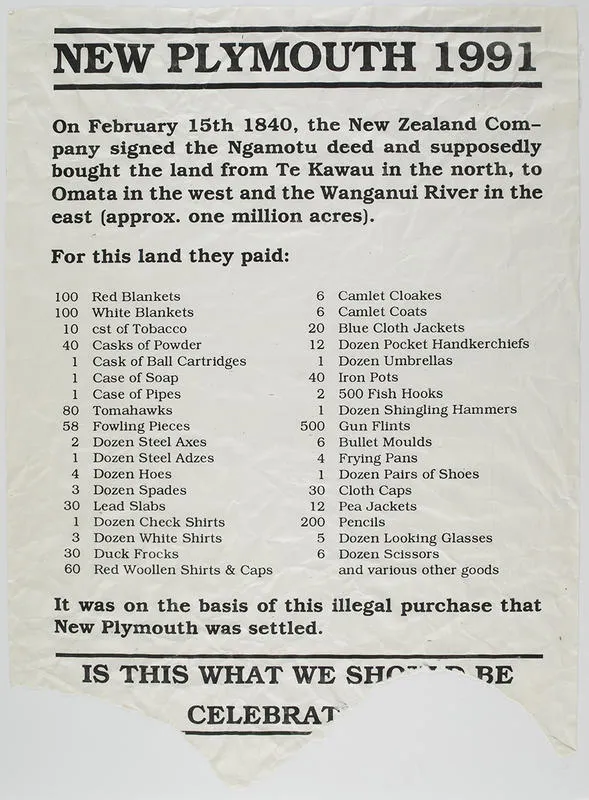 NEW PLYMOUTH 1991
On February 15th 1840, the New Zealand Com-
pany signed the Ngamotu deed and supposedly
bought the land from Te Kawau in the north, to
Omata in the west and the Wanganui River in the
east (approx. one million acres).
For this land they paid:
100 Red Blankets
100 White Blankets
10 cst of Tobacco
40 Casks of Powder
1 Cask of Ball Cartridges
1 Case of Soap
1 Case of Pipes
80 Tomahawks
58 Fowling Pieces
2 Dozen Steel Axes
1 Dozen Steel Adzes
4 Dozen Hoes
3 Dozen Spades
30 Lead Slabs
1 Dozen Check Shirts
3 Dozen White Shirts
30 Duck Frocks
60 Red Woollen Shirts & Caps
6 Camlet Cloakes
6 Camlet Coats
20 Blue Cloth Jackets
12 Dozen Pocket Handkerchiefs
1 Dozen Umbrellas
40 Iron Pots
2 500 Fish Hooks
1 Dozen Shingling Hammers
500 Gun Flints
6 Bullet Moulds
4 Frying Pans
1 Dozen Pairs of Shoes
30 Cloth Caps
12 Pea Jackets
200 Pencils
5 Dozen Looking Glasses
6 Dozen Scissors
and various other goods
It was on the basis of this illegal purchase that
New Plymouth was settled.
IS THIS WHAT WE SHOULD BE
CELEBRAT